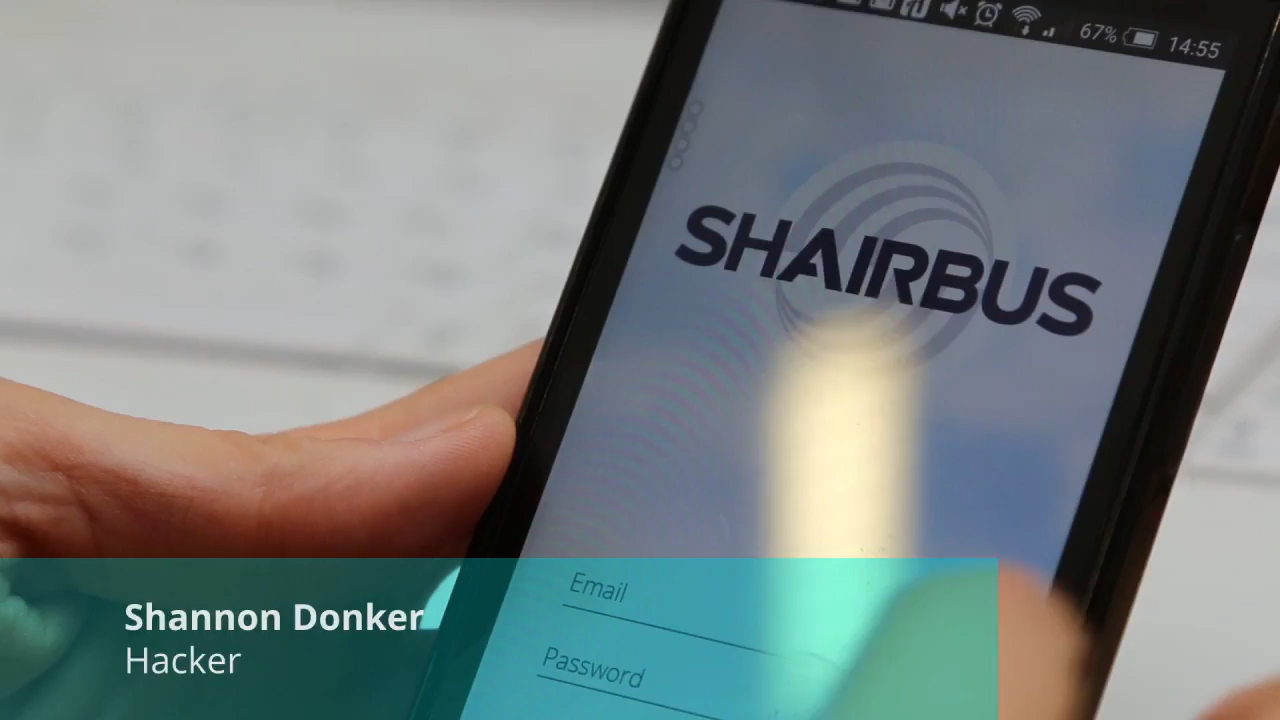 67% 14:55
SHAIRBUS
Email
Password
Shannon Donker
Hacker